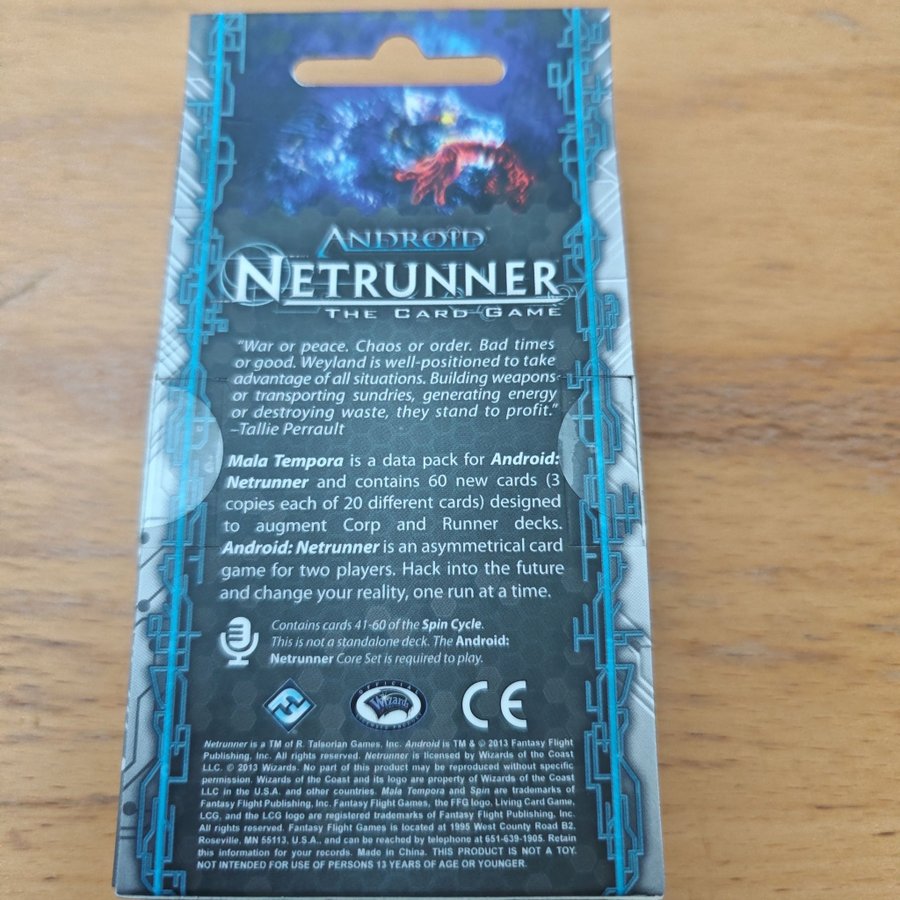 ANDROID
NETRUNNER
THE CARD GAME
"War or peace. Chaos or order. Bad times
or good. Weyland is well-positioned to take
advantage of all situations. Building weapons
or transporting sundries, generating energy
or destroying waste, they stand to profit."
–Tallie Perrault
Mala Tempora is a data pack for Android:
Netrunner and contains 60 new cards (3
copies each of 20 different cards) designed
to augment Corp and Runner decks.
Android: Netrunner is an asymmetrical card
game for two players. Hack into the future
and change your reality, one run at a time.
Contains cards 41-60 of the Spin Cycle.
This is not a standalone deck. The Android:
Netrunner Core Set is required to play.
OFFICIAL
Wizards
LICENSED PRODUCT
CE
Netrunner is a TM of R. Talsorian Games, Inc. Android is TM & © 2013 Fantasy Flight
Publishing, Inc. All rights reserved. Netrunner is licensed by Wizards of the Coast
LLC. © 2013 Wizards. No part of this product may be reproduced without specific
permission. Wizards of the Coast and its logo are property of Wizards of the Coast
LLC in the U.S.A. and other countries. Mala Tempora and Spin are trademarks of
Fantasy Flight Publishing, Inc. Fantasy Flight Games, the FFG logo, Living Card Game,
LCG, and the LCG logo are registered trademarks of Fantasy Flight Publishing, Inc.
All rights reserved. Fantasy Flight Games is located at 1995 West County Road B2,
Roseville, MN 55113, U.S.A., and can be reached by telephone at 651-639-1905. Retain
this information for your records. Made in China. THIS PRODUCT IS NOT A TOY.
NOT INTENDED FOR USE OF PERSONS 13 YEARS OF AGE OR YOUNGER.